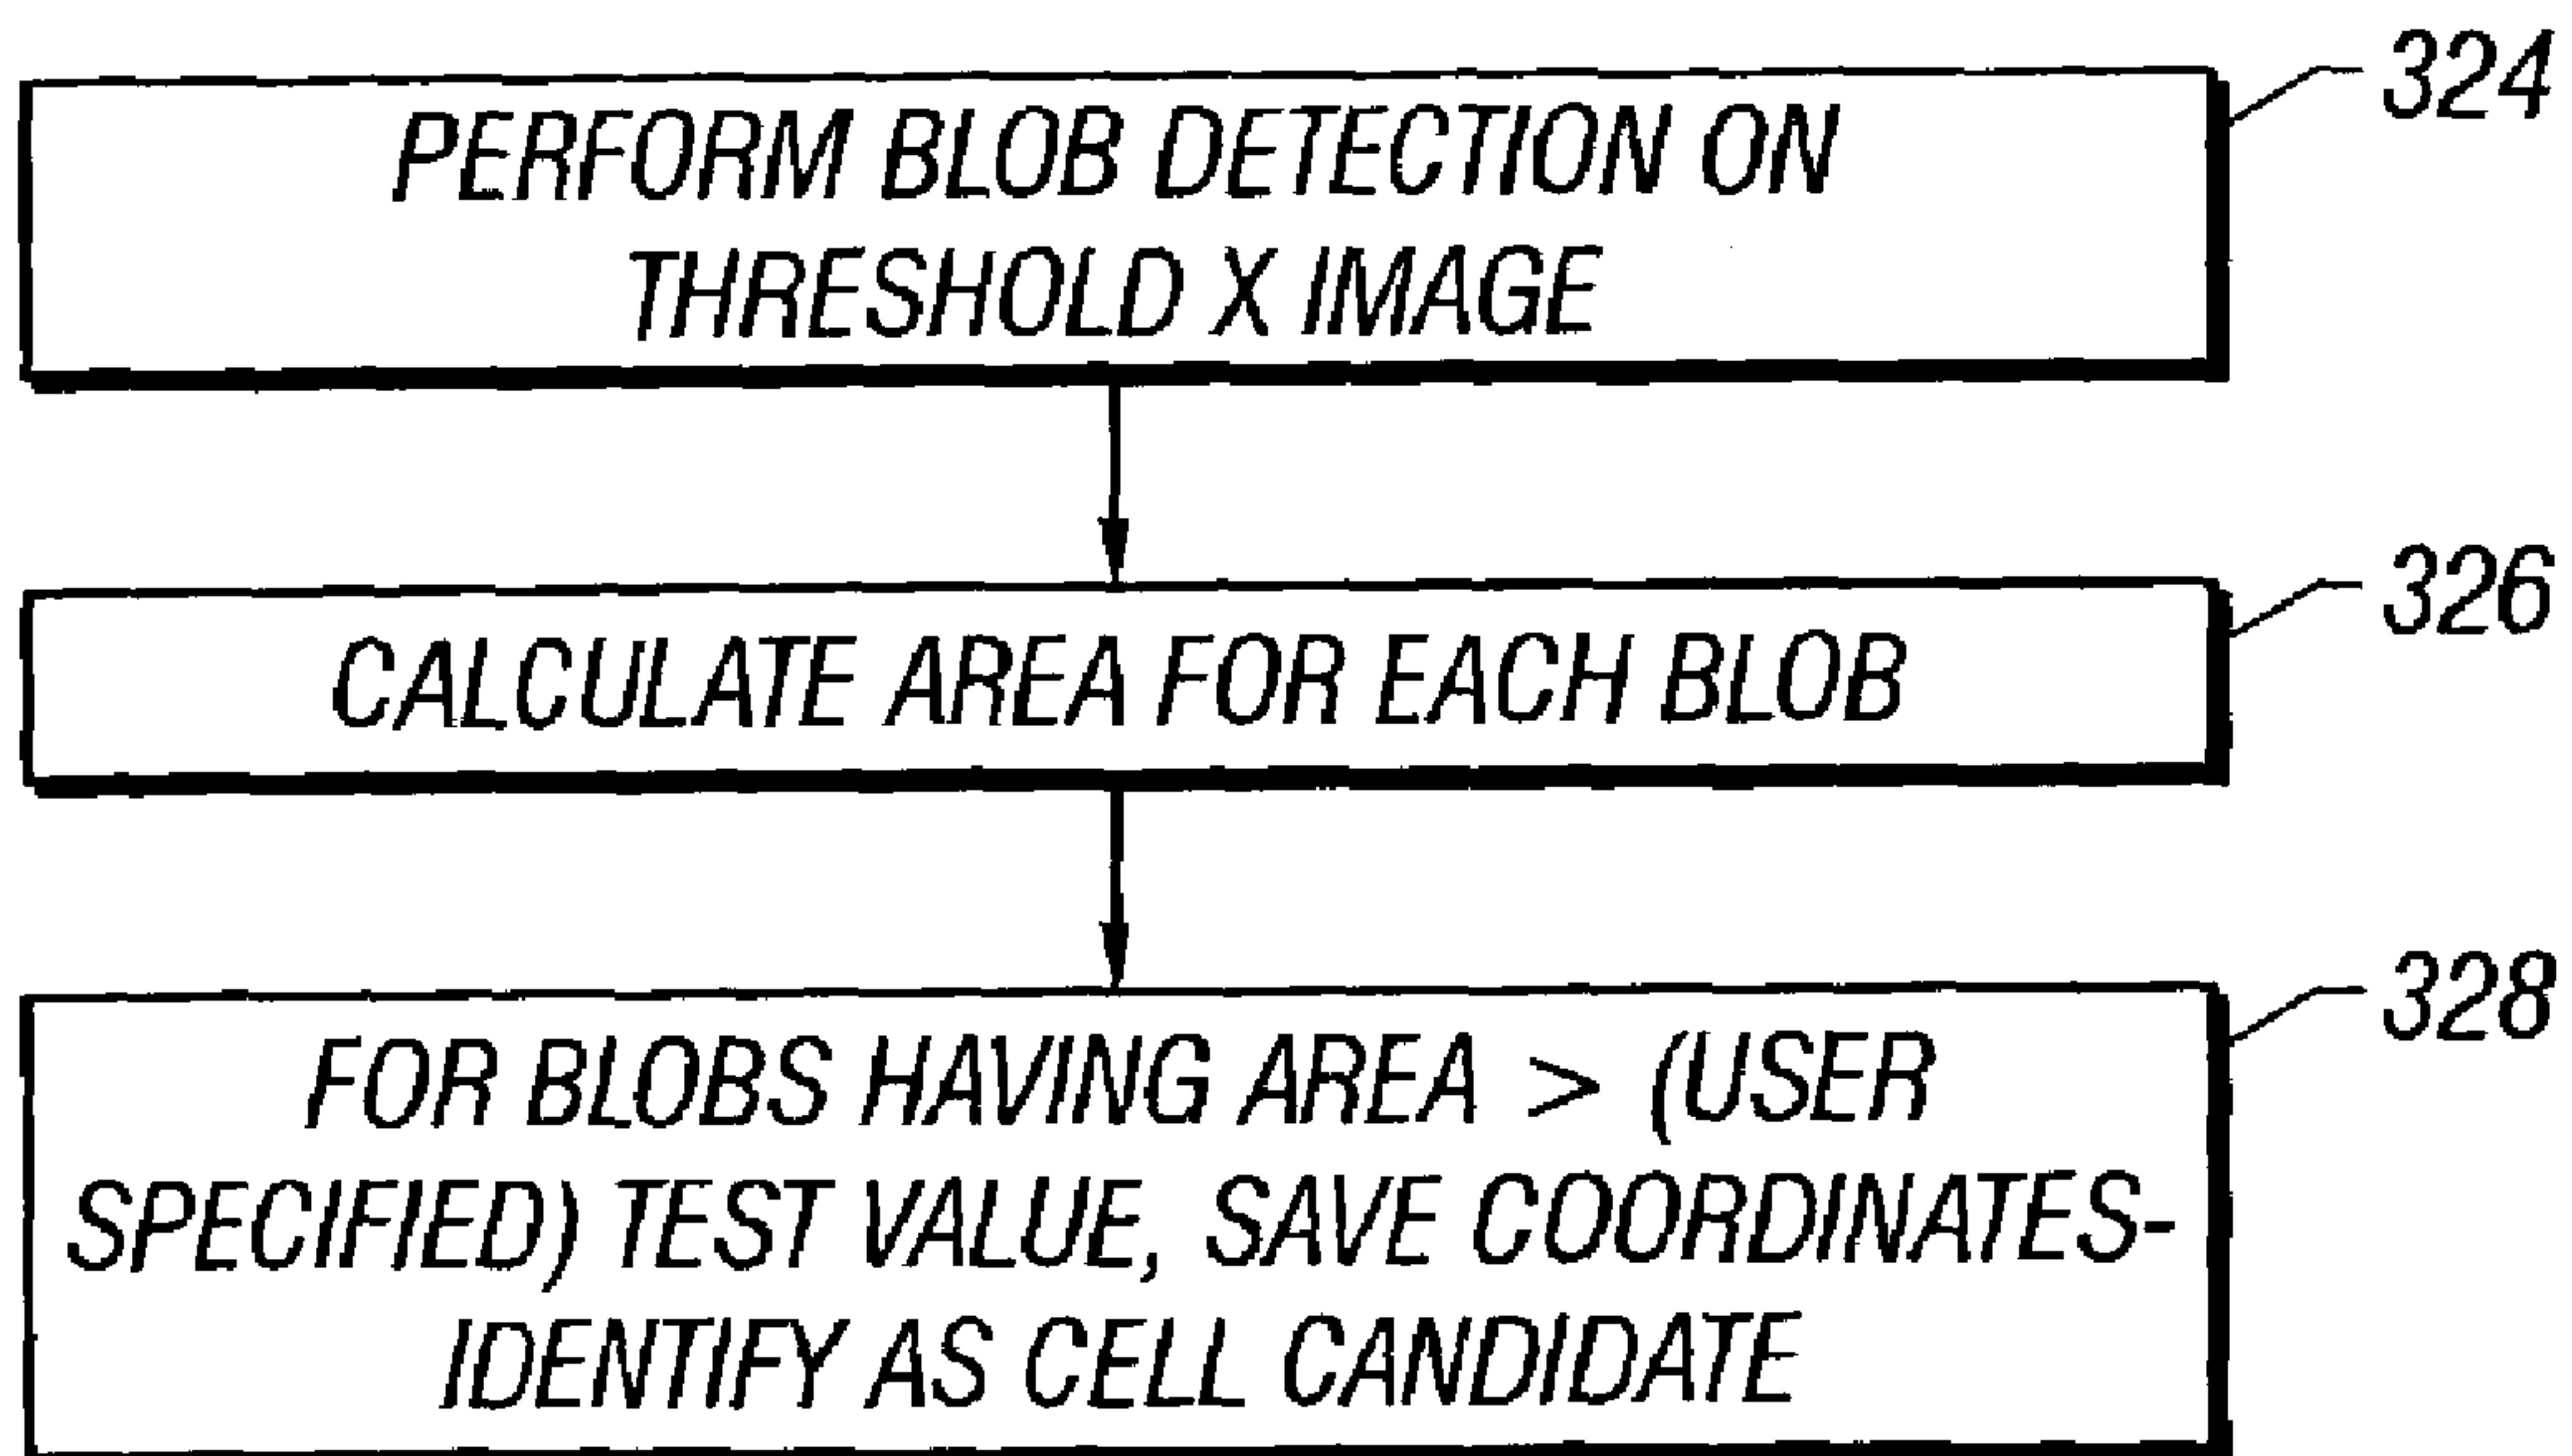 324
PERFORM BLOB DETECTION ON
THRESHOLD X IMAGE
326
CALCULATE AREA FOR EACH BLOB
328
FOR BLOBS HAVING AREA > (USER
SPECIFIED) TEST VALUE, SAVE COORDINATES-
IDENTIFY AS CELL CANDIDATE